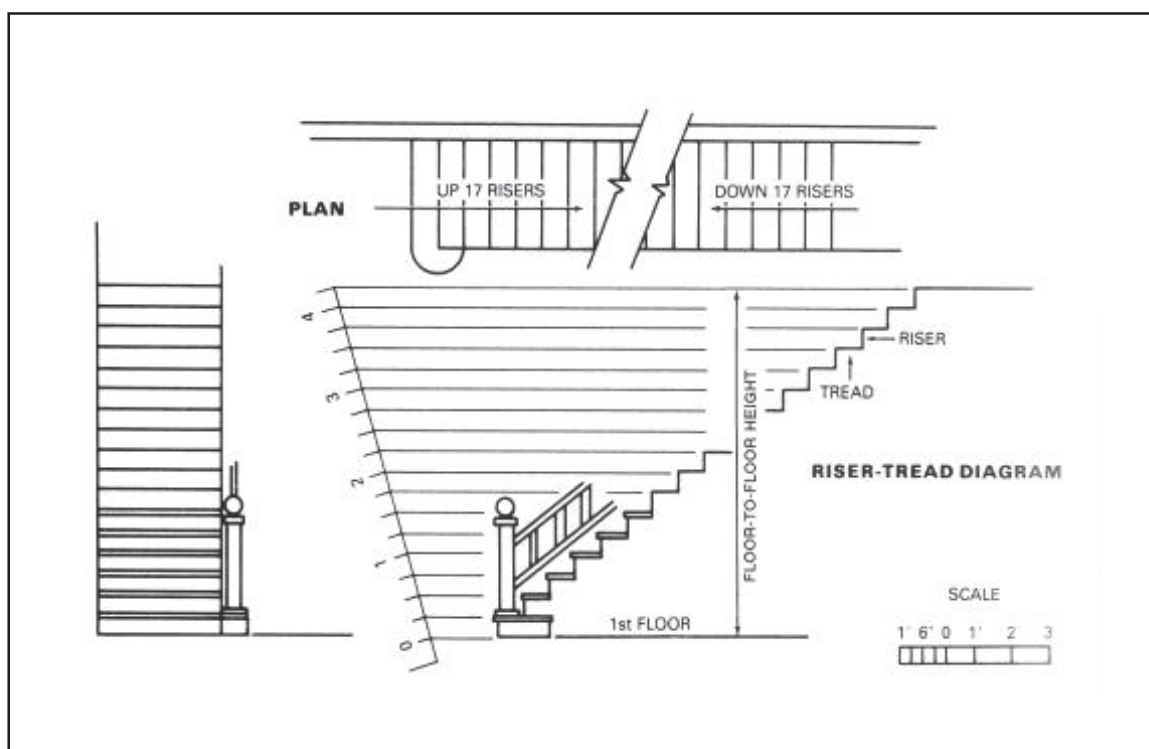 UP 17 RISERS
DOWN 17 RISERS
PLAN
4
3
2
1
0
RISER
TREAD
FLOOR-TO-FLOOR HEIGHT
RISER-TREAD DIAGRAM
1st FLOOR
SCALE
1' 6' 0 1' 2 3